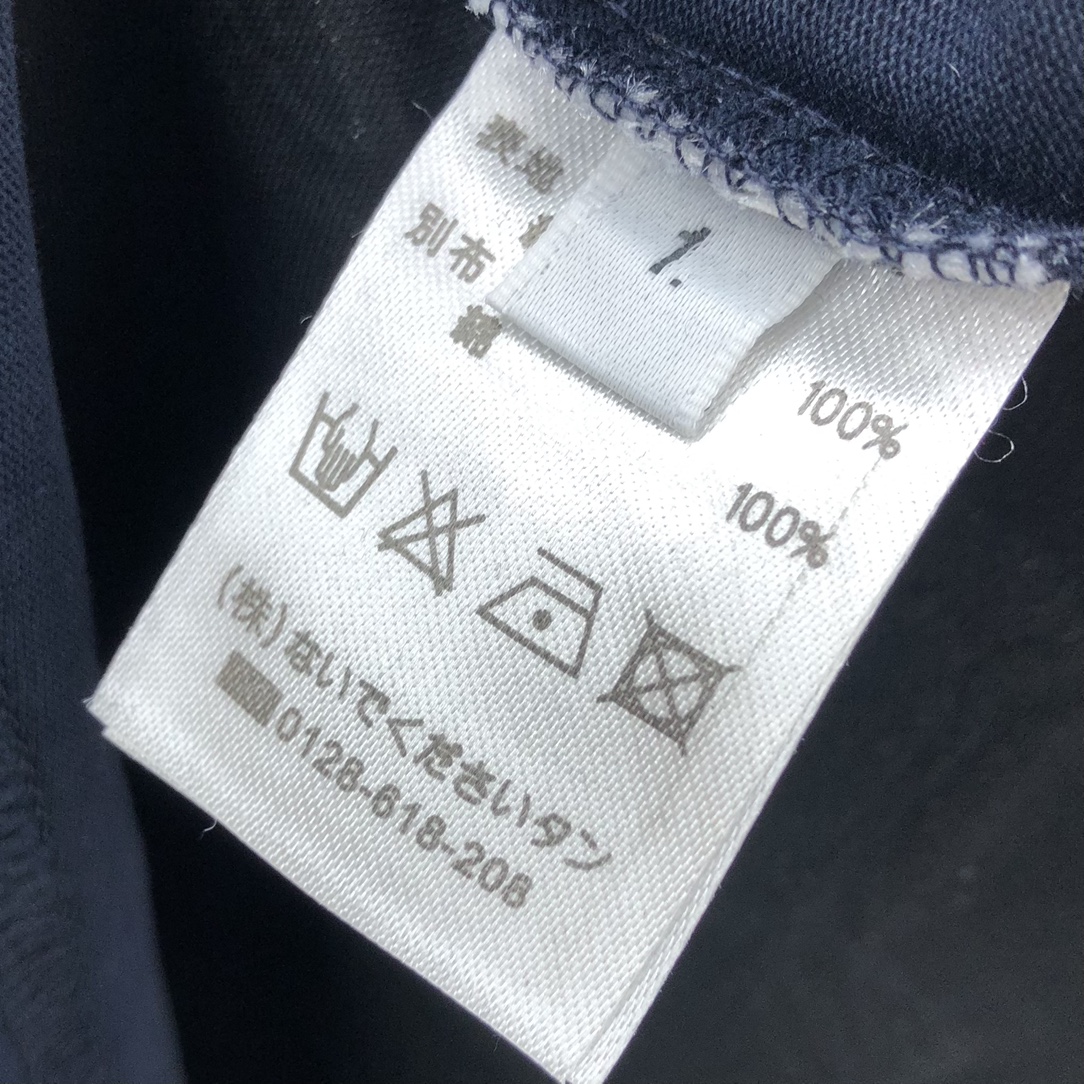 表地
1.
100%
別布
綿 100%
(株)ないでくださいタン
0128-618-208